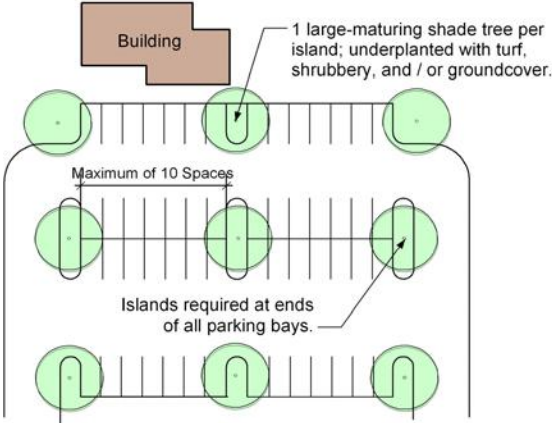 Building
1 large-maturing shade tree per
island; underplanted with turf,
shrubbery, and / or groundcover.
Maximum of 10 Spaces
Islands required at ends
of all parking bays.